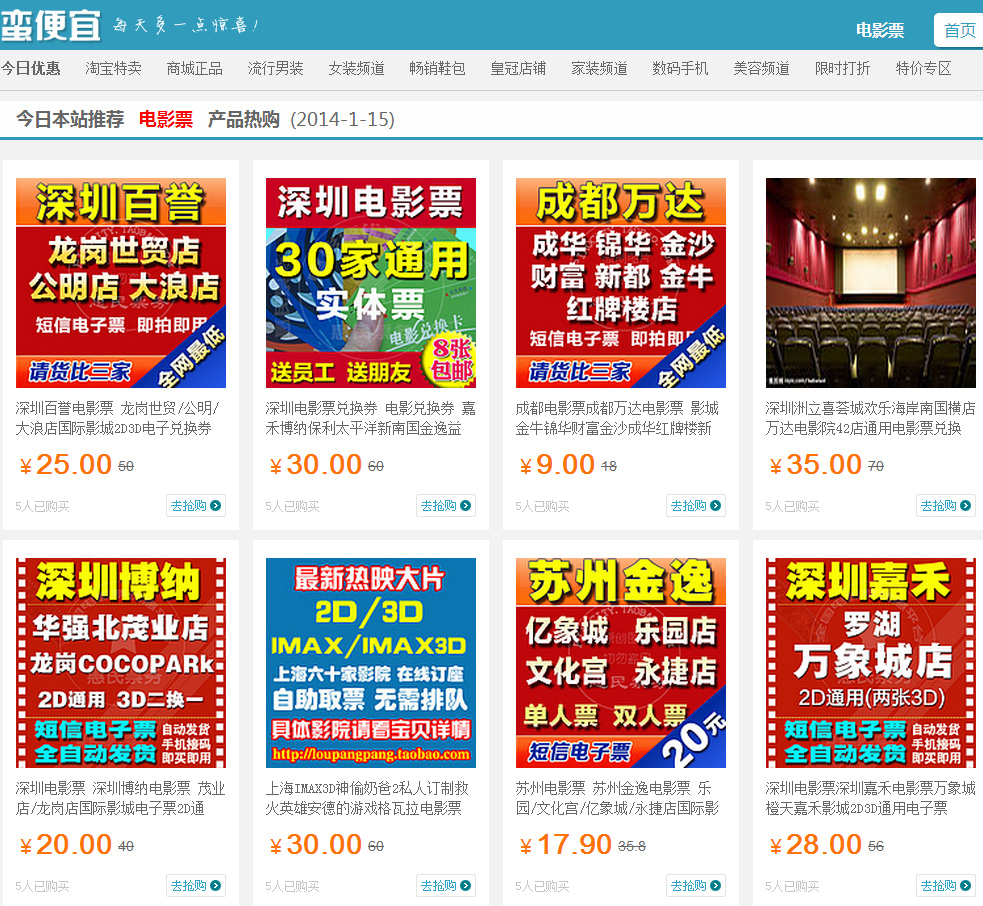 蛮便宜 每天多一点惊喜！
电影票 首页
今日优惠 淘宝特卖 商城正品 流行男装 女装频道 畅销鞋包 皇冠店铺 家装频道 数码手机 美容频道 限时打折 特价专区
今日本站推荐 电影票 产品热购 (2014-1-15)
深圳百誉
龙岗世贸店
公明店 大浪店
短信电子票 即拍即用
请货比三家
全网最低
深圳百誉电影票 龙岗世贸/公明/
大浪店国际影城2D3D电子兑换券
￥25.00 50
5人已购买 去抢购
深圳电影票
30家通用
实体票
电影兑换卡
8张
包邮
送员工 送朋友
深圳电影票兑换券 电影兑换券 嘉
禾博纳保利太平洋新南国金逸益
￥30.00 60
5人已购买 去抢购
成都万达
成华 锦华 金沙
财富 新都 金牛
红牌楼店
短信电子票 即拍即
请货比三家
全网最低
成都电影票成都万达电影票 影城
金牛锦华财富金沙成华红牌楼新
￥9.00 18
5人已购买 去抢购
深圳洲立喜荟城欢乐海岸南国横店
万达电影院42店通用电影票兑换
￥35.00 70
5人已购买 去抢购
深圳博纳
华强北茂业店
龙岗COCOPARk
2D通用 3D二换一
短信电子票
全自动发货
自动发货
手机接码
即买即用
深圳电影票 深圳博纳电影票 茂业
店/龙岗店国际影城电子票2D通
￥20.00 40
5人已购买 去抢购
最新热映大片
2D/3D
IMAX/IMAX3D
上海六十家影院 在线订座
自助取票 无需排队
具体影院请看宝贝详情
http://loupangpang.taobao.com
上海IMAX3D神偷奶爸2私人订制救
火英雄安德的游戏格瓦拉电影票
￥30.00 60
5人已购买 去抢购
苏州金逸
亿象城 乐园店
文化宫 永捷店
单人票 双人票
短信电子票
20元
苏州电影票 苏州金逸电影票 乐
园/文化宫/亿象城/永捷店国际影
￥17.90 35.8
5人已购买 去抢购
深圳嘉禾
罗湖
万象城店
2D通用(两张3D)
短信电子票
全自动发货
自动发货
手机接码
即买即用
深圳电影票深圳嘉禾电影票万象城
橙天嘉禾影城2D3D通用电子票
￥28.00 56
5人已购买 去抢购